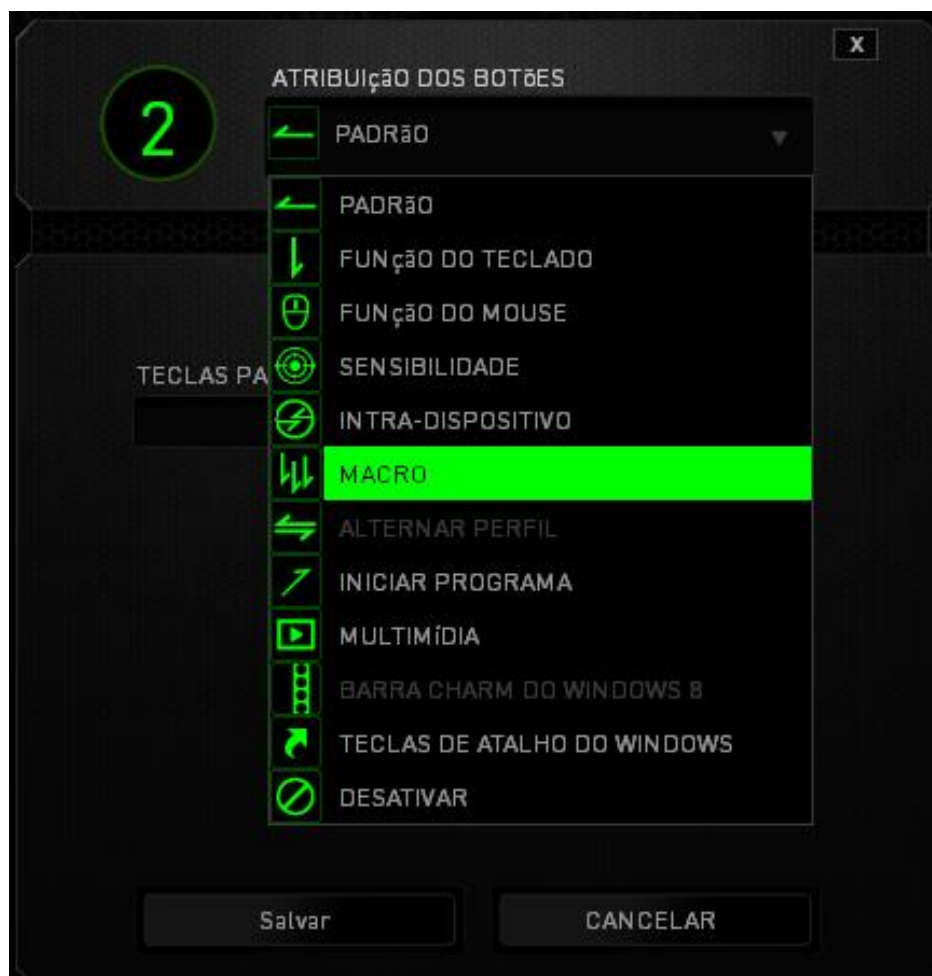 X
ATRIBUIçãO DOS BOTõES
2
PADRãO
PADRãO
FUNçãO DO TECLADO
FUNçãO DO MOUSE
SENSIBILIDADE
TECLAS PA
INTRA-DISPOSITIVO
MACRO
ALTERNAR PERFIL
INICIAR PROGRAMA
MULTIMíDIA
BARRA CHARM DO WINDOWS 8
TECLAS DE ATALHO DO WINDOWS
DESATIVAR
Salvar
CANCELAR